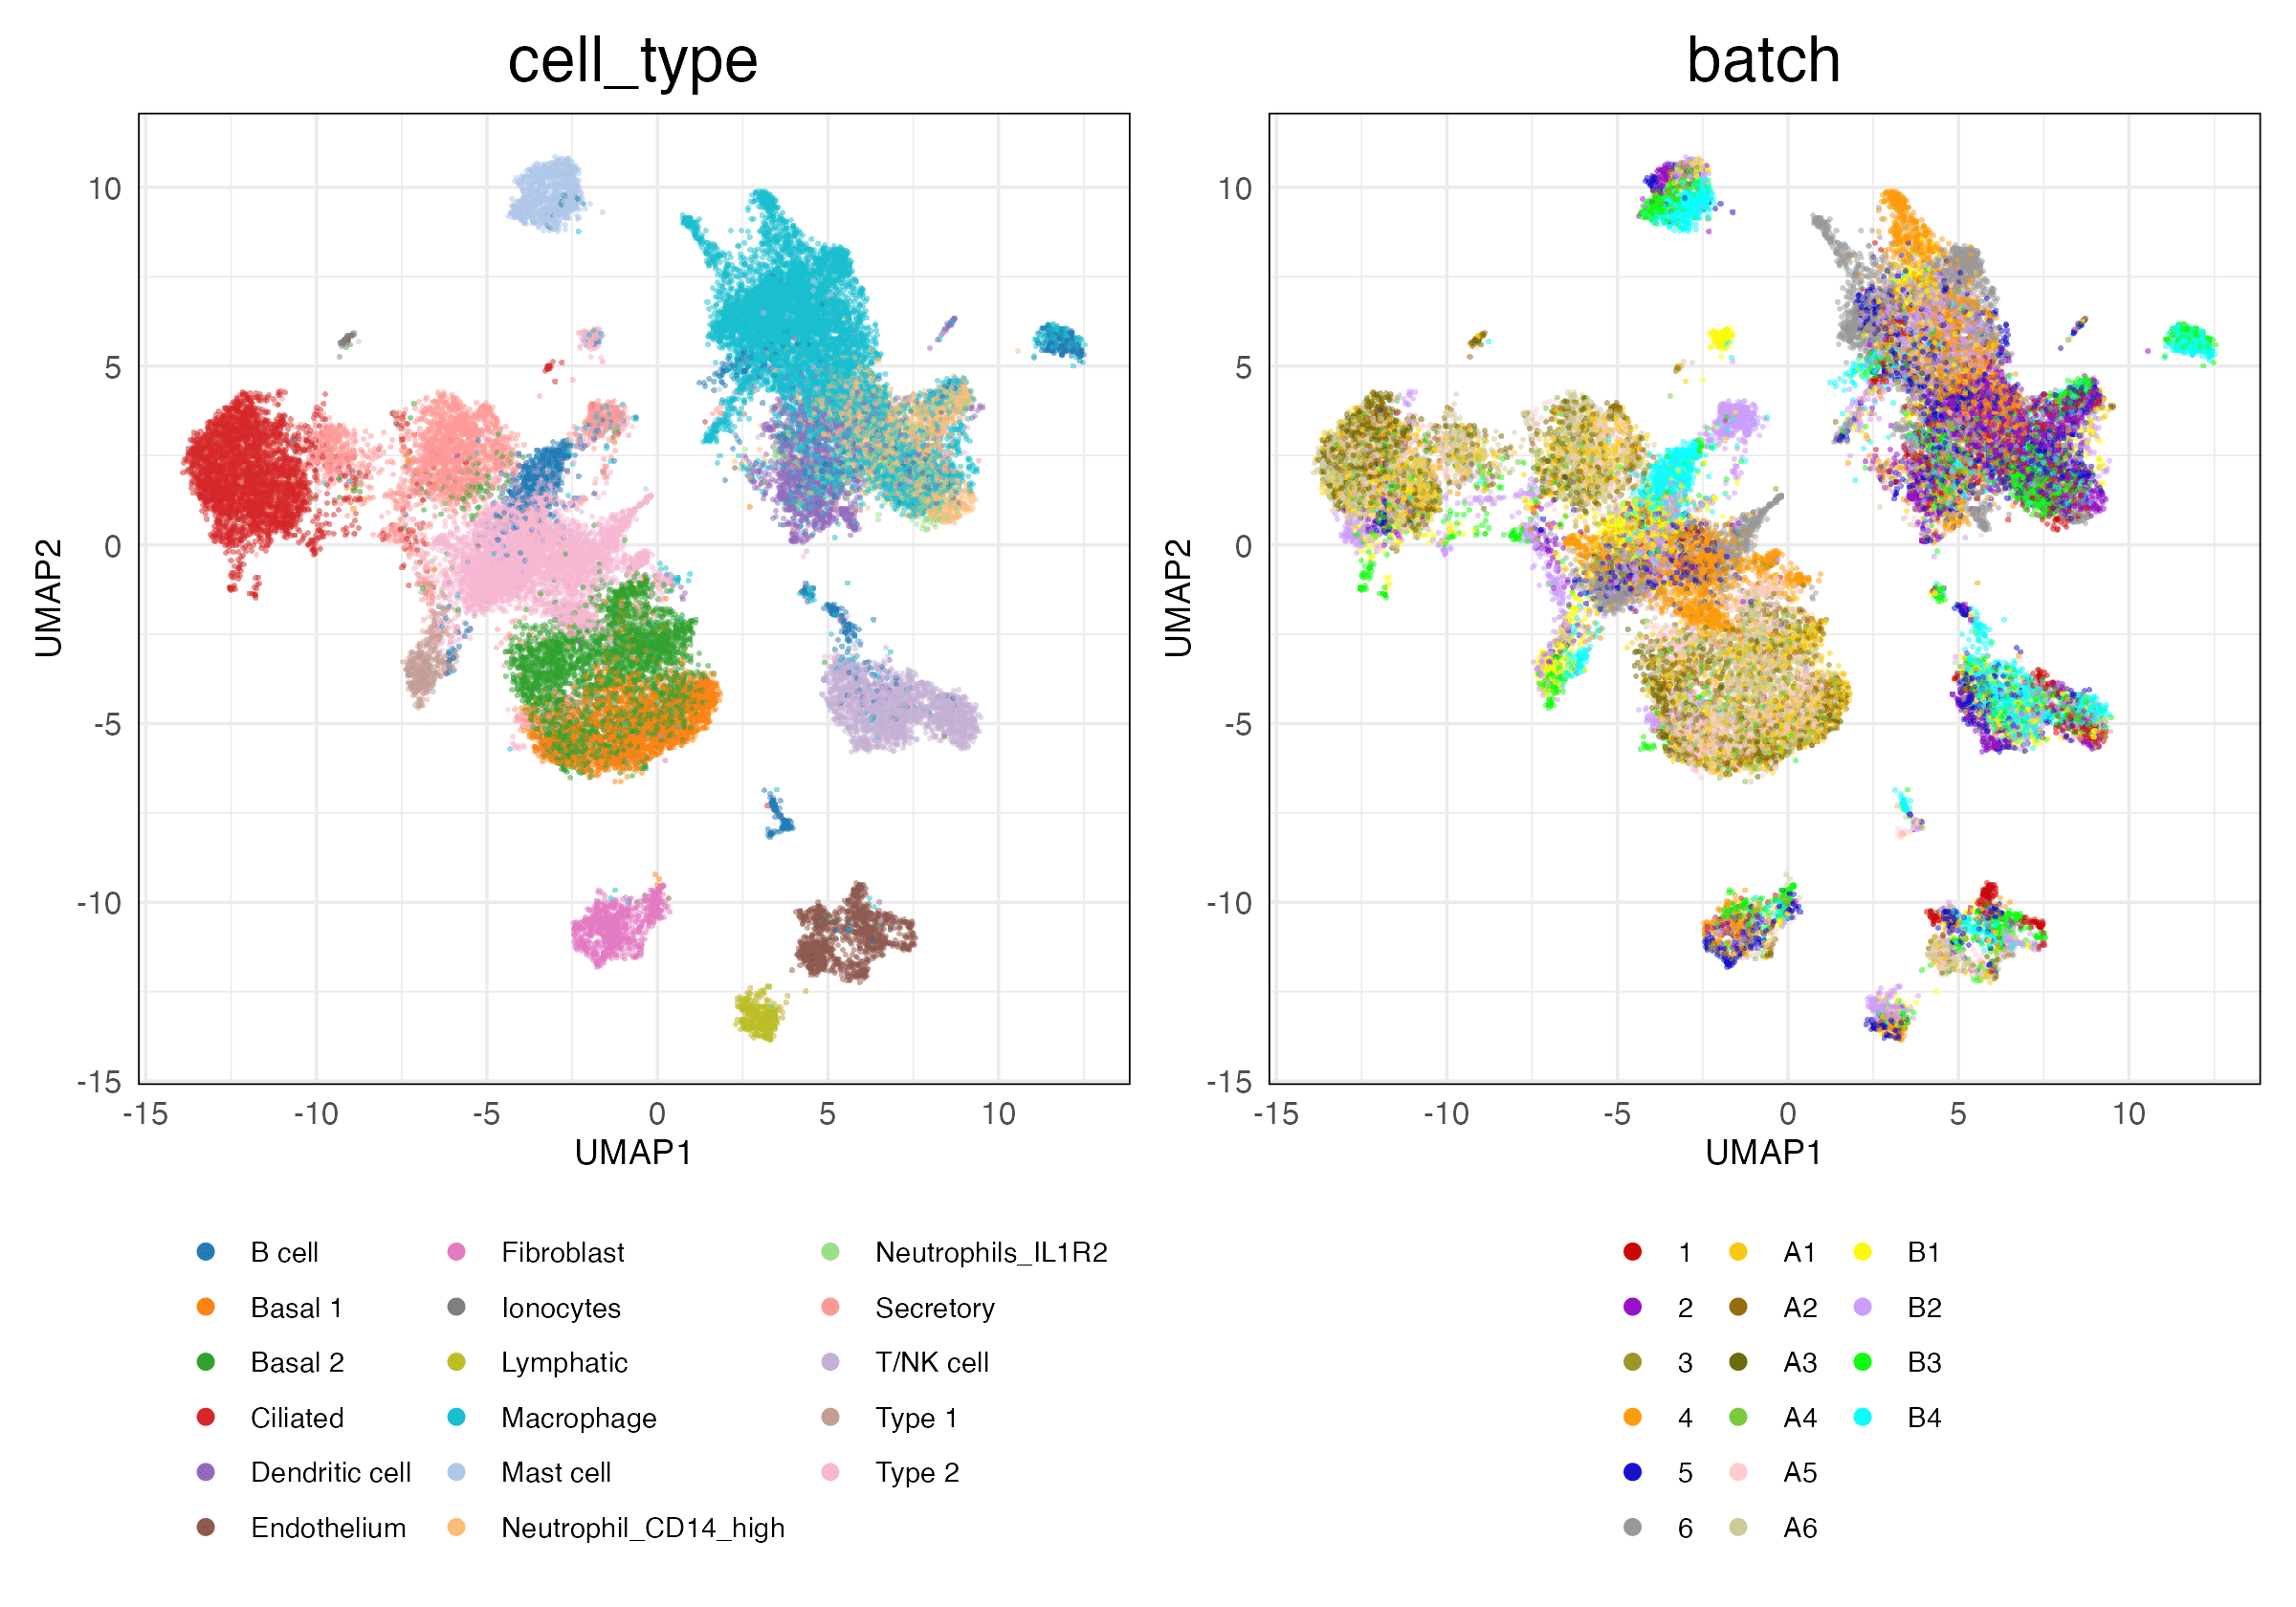 cell_type
batch
10
5
0
-5
-10
-15
UMAP2
-15 -10 -5 0 5 10
UMAP1
10
5
0
-5
-10
-15
UMAP2
-15 -10 -5 0 5 10
UMAP1
B cell Fibroblast Neutrophils_IL1R2
Basal 1 Ionocytes Secretory
Basal 2 Lymphatic T/NK cell
Ciliated Macrophage Type 1
Dendritic cell Mast cell Type 2
Endothelium Neutrophil_CD14_high
1 A1 B1
2 A2 B2
3 A3 B3
4 A4 B4
5 A5
6 A6